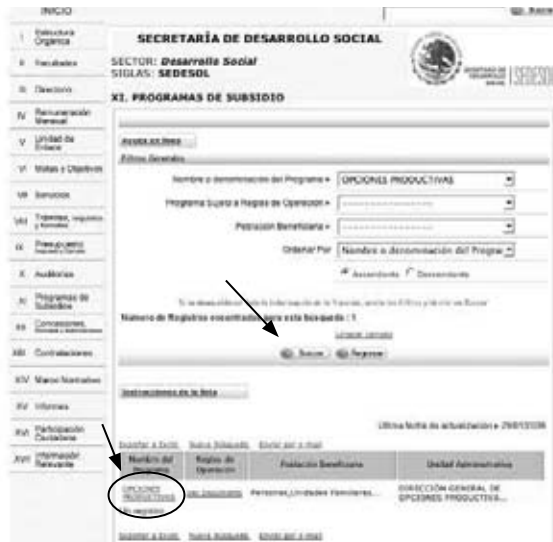 INICIO
I Estructura Orgánica
II Facultades
III Directorio
IV Remuneración Mensual
V Unidad de Enlace
VI Metas y Objetivos
VII Servicios
VIII Trámites, requisitos y formatos
IX Presupuesto
X Auditorías
XI Programas de Subsidio
XII Concesiones,
XIII Contrataciones
XIV Marco Normativo
XV Informes
XVI Participación Ciudadana
XVII Información Relevante
SECRETARÍA DE DESARROLLO SOCIAL
SECTOR: Desarrollo Social
SIGLAS: SEDESOL
SEDESOL
XI. PROGRAMAS DE SUBSIDIO
Ayuda en línea
Filtros Generales
Nombre o denominación del Programa
OPCIONES PRODUCTIVAS
Programa Sujeto a Reglas de Operación
Población Beneficiaria
Ordenar Por
Nombre o denominación del Progra
Ascendente
Descendente
Número de Registros encontrados para esta búsqueda : 1
Limpiar campos
Buscar
Regresar
Instrucciones de la lista
Última fecha de actualización
Exportar a Excel Nueva Búsqueda Enviar por e-mail
Nombre del Programa
Reglas de Operación
Población Beneficiaria
Unidad Administrativa
OPCIONES PRODUCTIVAS
Ver Documento
Personas, Unidades Familiares...
DIRECCIÓN GENERAL DE OPCIONES PRODUCTIVA...
Exportar a Excel Nueva Búsqueda Enviar por e-mail